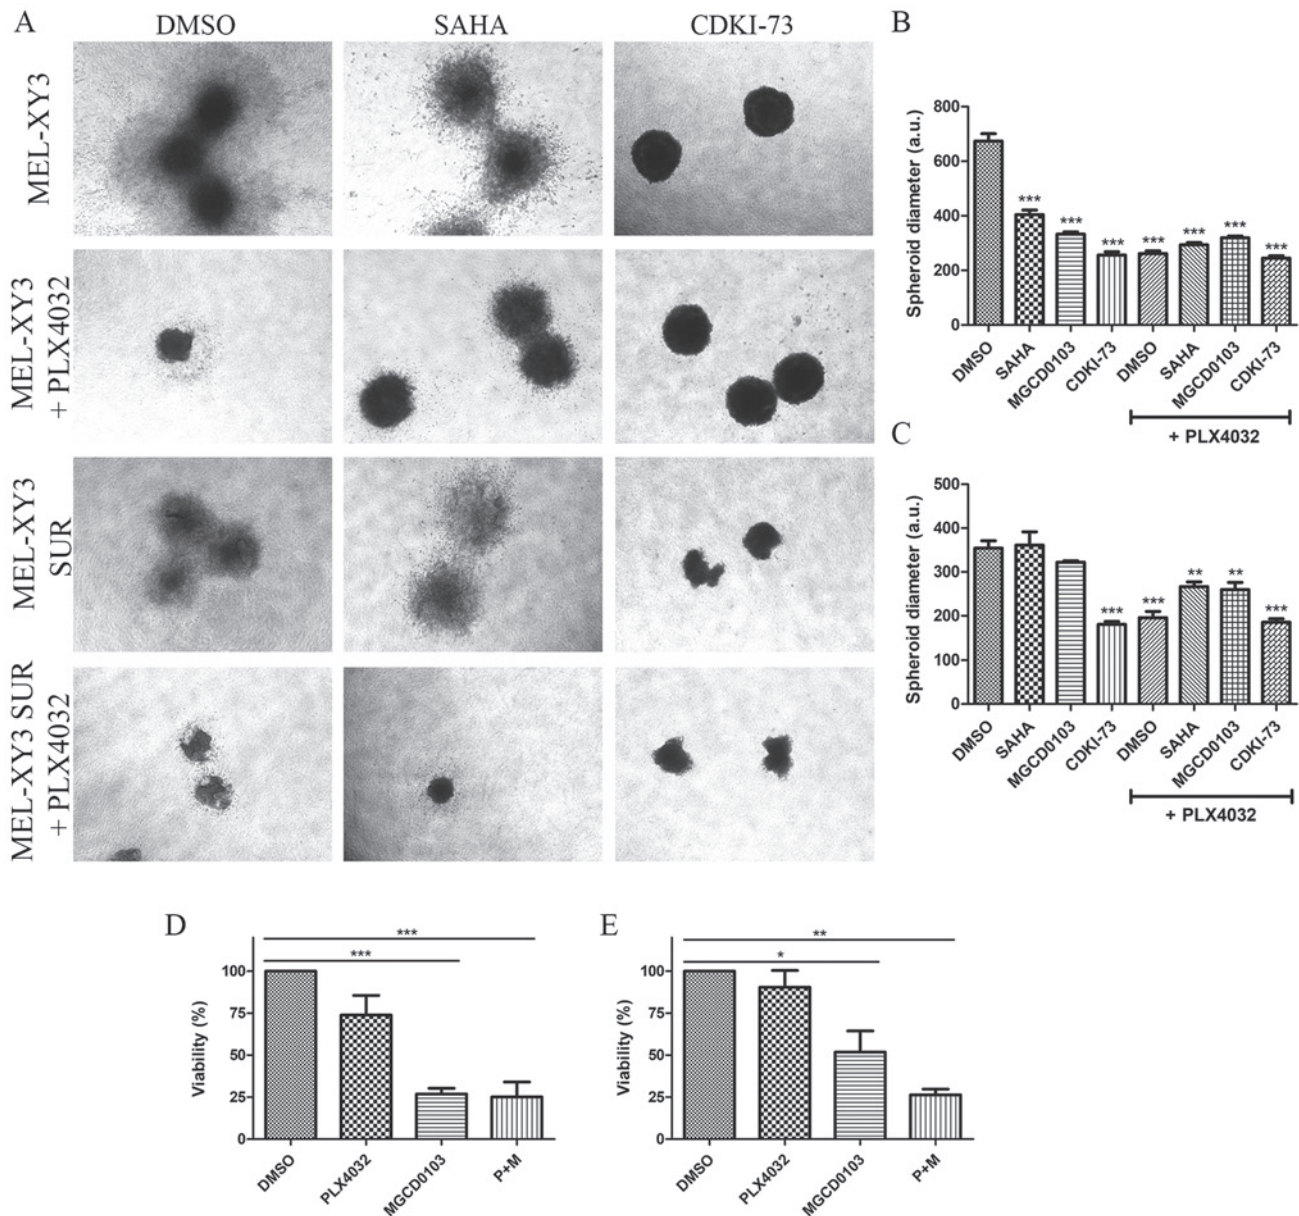 A
DMSO
SAHA
CDKI-73
MEL-XY3
MEL-XY3
+ PLX4032
MEL-XY3
SUR
MEL-XY3 SUR
+ PLX4032
B
Spheroid diameter (a.u.)
800
600
400
200
0
***
***
***
***
***
***
***
DMSO
SAHA
MGCD0103
CDKI-73
DMSO
SAHA
MGCD0103
CDKI-73
+ PLX4032
C
Spheroid diameter (a.u.)
500
400
300
200
100
0
***
***
**
**
***
DMSO
SAHA
MGCD0103
CDKI-73
DMSO
SAHA
MGCD0103
CDKI-73
+ PLX4032
D
Viability (%)
100
75
50
25
0
***
***
DMSO
PLX4032
MGCD0103
P+M
E
Viability (%)
100
75
50
25
0
**
*
DMSO
PLX4032
MGCD0103
P+M